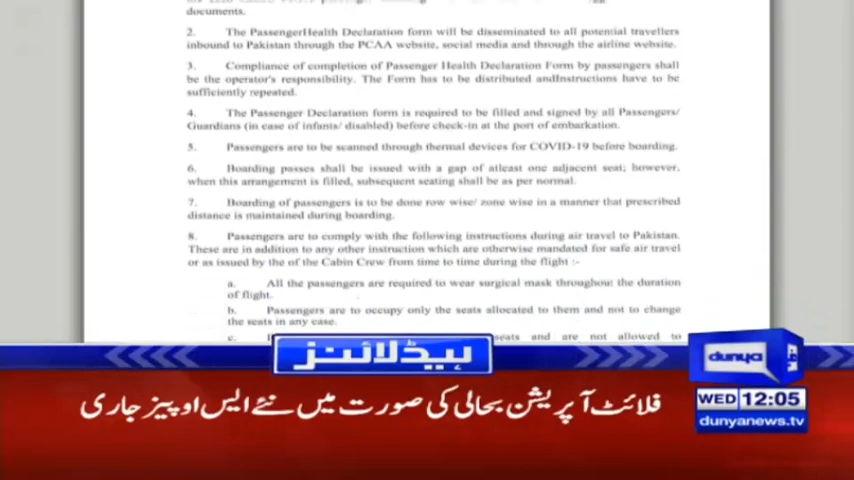 documents.
2. The PassengerHealth Declaration form will be disseminated to all potential travellers
inbound to Pakistan through the PCAA website, social media and through the airline website.
3. Compliance of completion of Passenger Health Declaration Form by passengers shall
be the operator's responsibility. The Form has to be distributed andInstructions have to be
sufficiently repeated.
4. The Passenger Declaration form is required to be filled and signed by all Passengers/
Guardians (in case of infants/ disabled) before check-in at the port of embarkation.
5. Passengers are to be scanned through thermal devices for COVID-19 before boarding.
6. Boarding passes shall be issued with a gap of atleast one adjacent seat; however,
when this arrangement is filled, subsequent seating shall be as per normal.
7. Boarding of passengers is to be done row wise/ zone wise in a manner that prescribed
distance is maintained during boarding.
8. Passengers are to comply with the following instructions during air travel to Pakistan.
These are in addition to any other instruction which are otherwise mandated for safe air travel
or as issued by the of the Cabin Crew from time to time during the flight :-
a. All the passengers are required to wear surgical mask throughout the duration
of flight.
b. Passengers are to occupy only the seats allocated to them and not to change
the seats in any case.
c. seats and are not allowed to
ہیڈلائنز
dunya
فلائٹ آپریشن بحالی کی صورت میں نئے ایس او پیز جاری
WED 12:05
dunyanews.tv